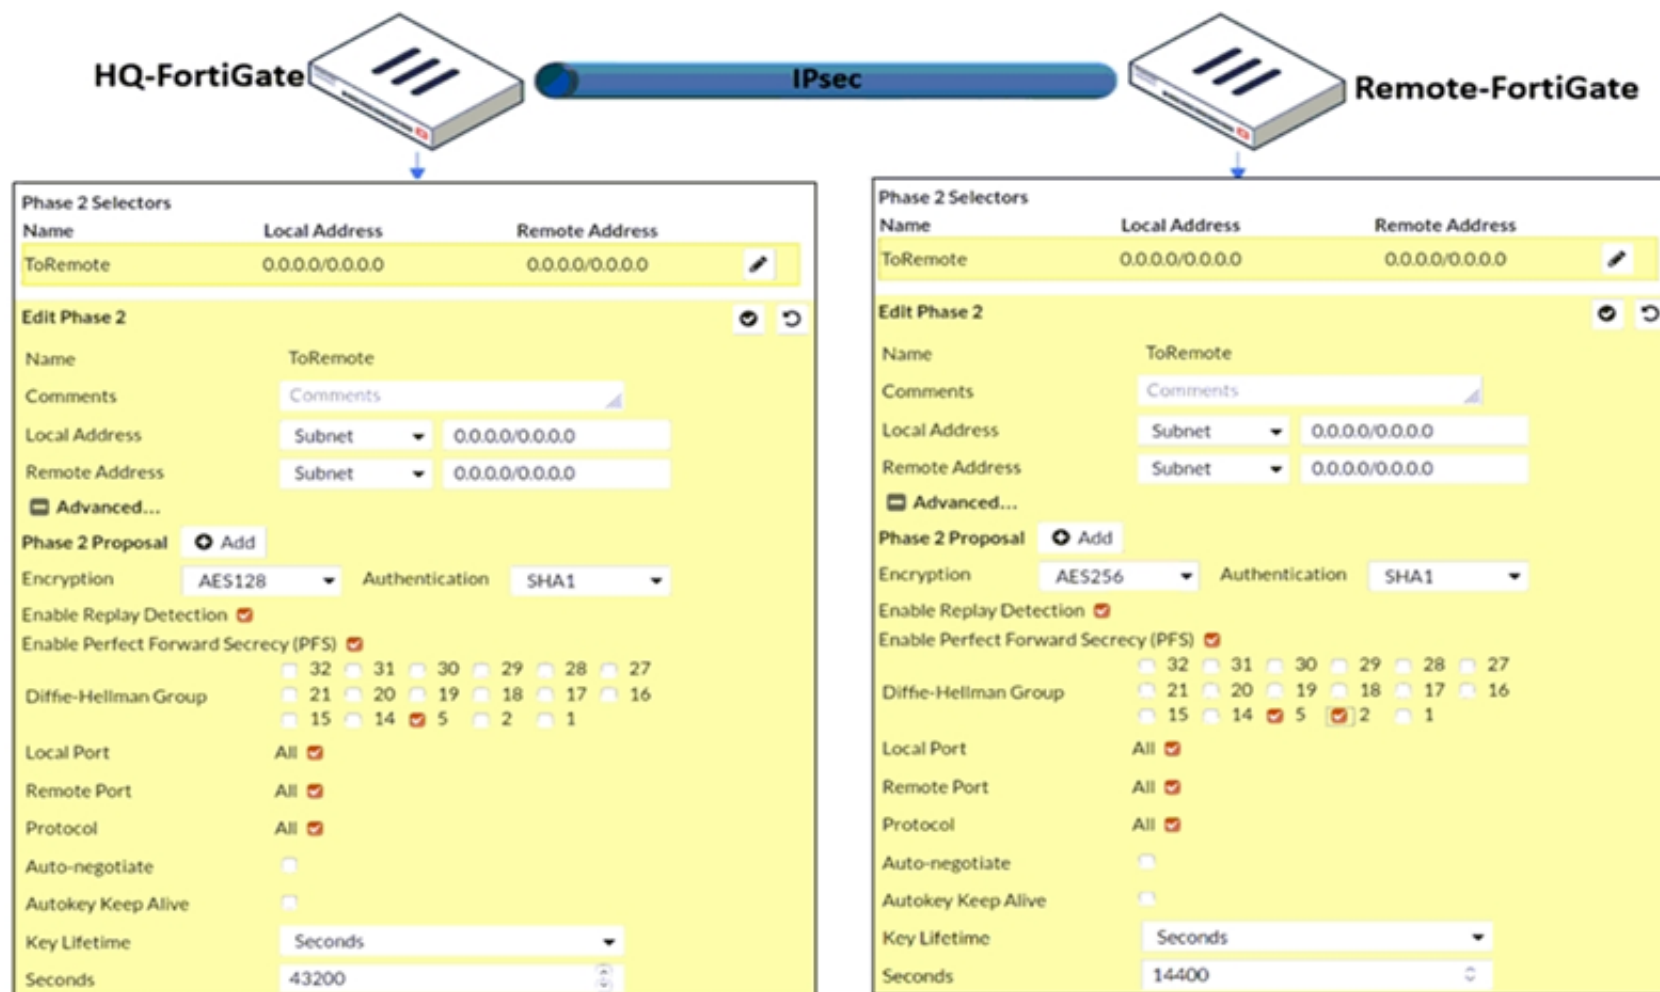 HQ-FortiGate
IPsec
Remote-FortiGate
Phase 2 Selectors
Name Local Address Remote Address
ToRemote 0.0.0.0/0.0.0.0 0.0.0.0/0.0.0.0
Edit Phase 2
Name ToRemote
Comments Comments
Local Address Subnet 0.0.0.0/0.0.0.0
Remote Address Subnet 0.0.0.0/0.0.0.0
Advanced...
Phase 2 Proposal Add
Encryption AES128 Authentication SHA1
Enable Replay Detection
Enable Perfect Forward Secrecy (PFS)
32 31 30 29 28 27
Diffie-Hellman Group 21 20 19 18 17 16
15 14 5 2 1
Local Port All
Remote Port All
Protocol All
Auto-negotiate
Autokey Keep Alive
Key Lifetime Seconds
Seconds 43200
Phase 2 Selectors
Name Local Address Remote Address
ToRemote 0.0.0.0/0.0.0.0 0.0.0.0/0.0.0.0
Edit Phase 2
Name ToRemote
Comments Comments
Local Address Subnet 0.0.0.0/0.0.0.0
Remote Address Subnet 0.0.0.0/0.0.0.0
Advanced...
Phase 2 Proposal Add
Encryption AES256 Authentication SHA1
Enable Replay Detection
Enable Perfect Forward Secrecy (PFS)
32 31 30 29 28 27
Diffie-Hellman Group 21 20 19 18 17 16
15 14 5 2 1
Local Port All
Remote Port All
Protocol All
Auto-negotiate
Autokey Keep Alive
Key Lifetime Seconds
Seconds 14400